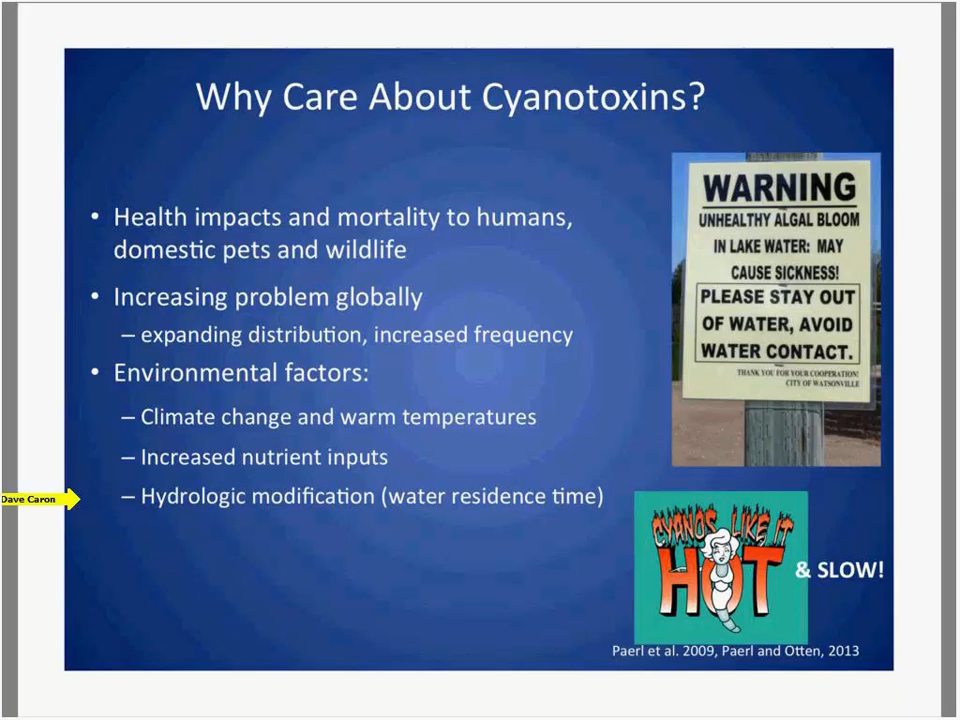 Why Care About Cyanotoxins?
• Health impacts and mortality to humans,
domestic pets and wildlife
• Increasing problem globally
– expanding distribution, increased frequency
• Environmental factors:
– Climate change and warm temperatures
– Increased nutrient inputs
– Hydrologic modification (water residence time)
Dave Caron
WARNING
UNHEALTHY ALGAL BLOOM
IN LAKE WATER: MAY
CAUSE SICKNESS!
PLEASE STAY OUT
OF WATER, AVOID
WATER CONTACT.
THANK YOU FOR YOUR COOPERATION!
CITY OF WATSONVILLE
CYANOS LIKE IT
HOT
& SLOW!
Paerl et al. 2009, Paerl and Otten, 2013